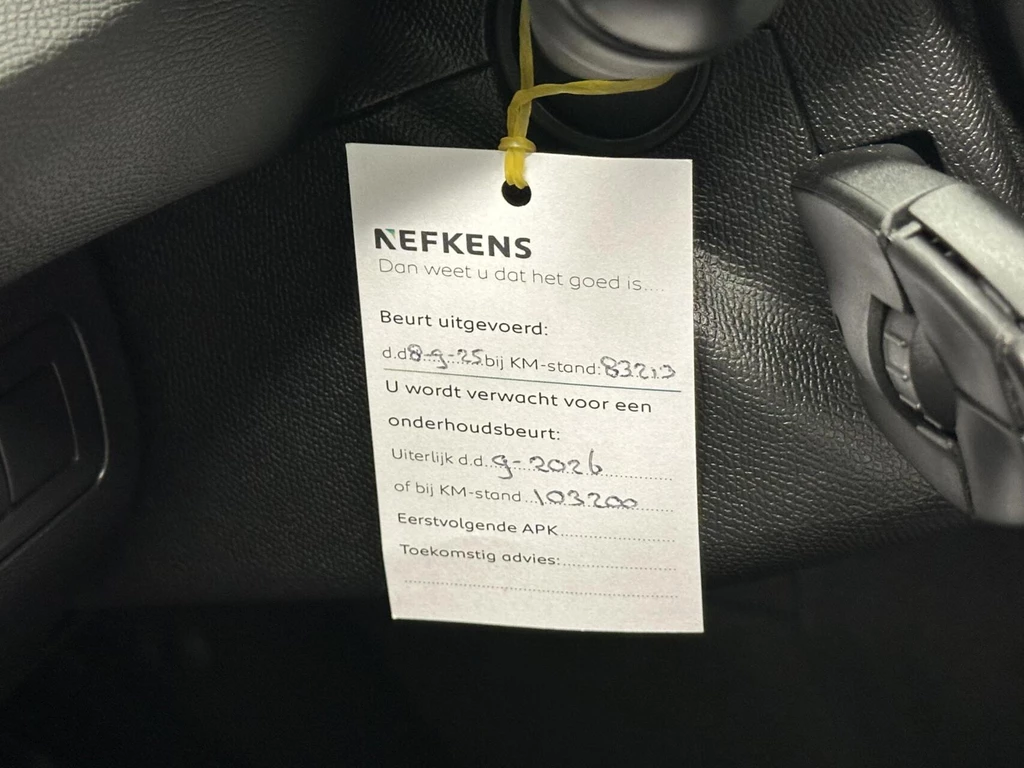 NEFKENS
Dan weet u dat het goed is....
Beurt uitgevoerd:
d.d. 8-9-25 bij KM-stand: 83213
U wordt verwacht voor een
onderhoudsbeurt:
Uiterlijk d.d. 9-2026
of bij KM-stand 103200
Eerstvolgende APK
Toekomstig advies: